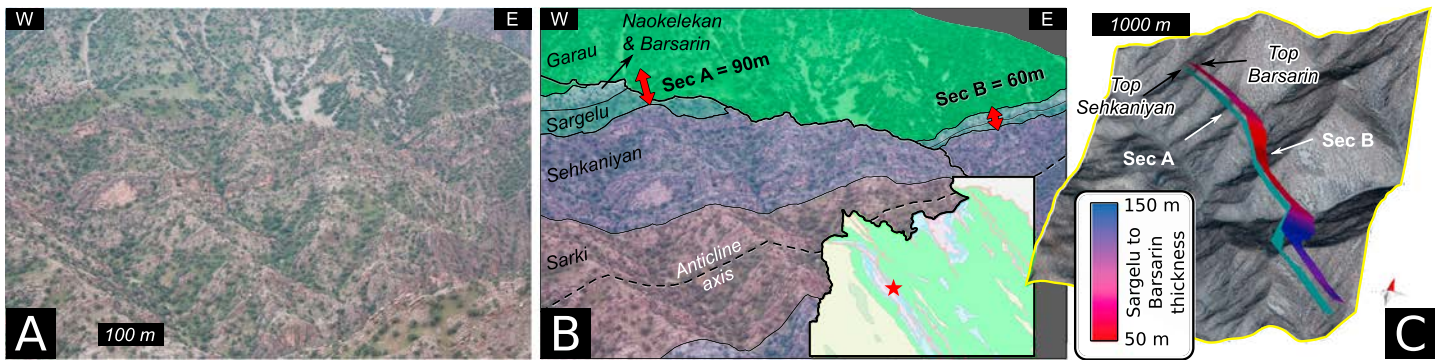 W
E
100 m
A
W
E
Naokelekan
& Barsarin
Garau
Sec A = 90m
Sec B = 60m
Sargelu
Sehkaniyan
Sarki
Anticline
axis
B
1000 m
Top
Barsarin
Top
Sehkaniyan
Sec A
Sec B
150 m
Sargelu to
Barsarin
thickness
50 m
C